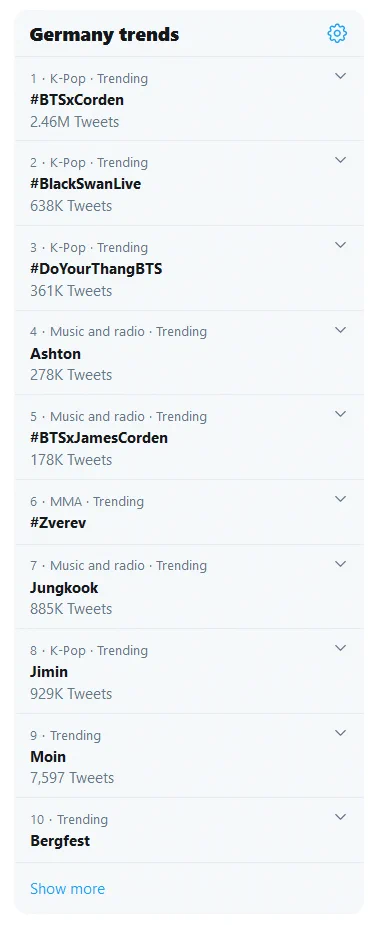 Germany trends
1 · K-Pop · Trending
#BTSxCorden
2.46M Tweets
2 · K-Pop · Trending
#BlackSwanLive
638K Tweets
3 · K-Pop · Trending
#DoYourThangBTS
361K Tweets
4 · Music and radio · Trending
Ashton
278K Tweets
5 · Music and radio · Trending
#BTSxJamesCorden
178K Tweets
6 · MMA · Trending
#Zverev
7 · Music and radio · Trending
Jungkook
885K Tweets
8 · K-Pop · Trending
Jimin
929K Tweets
9 · Trending
Moin
7,597 Tweets
10 · Trending
Bergfest
Show more